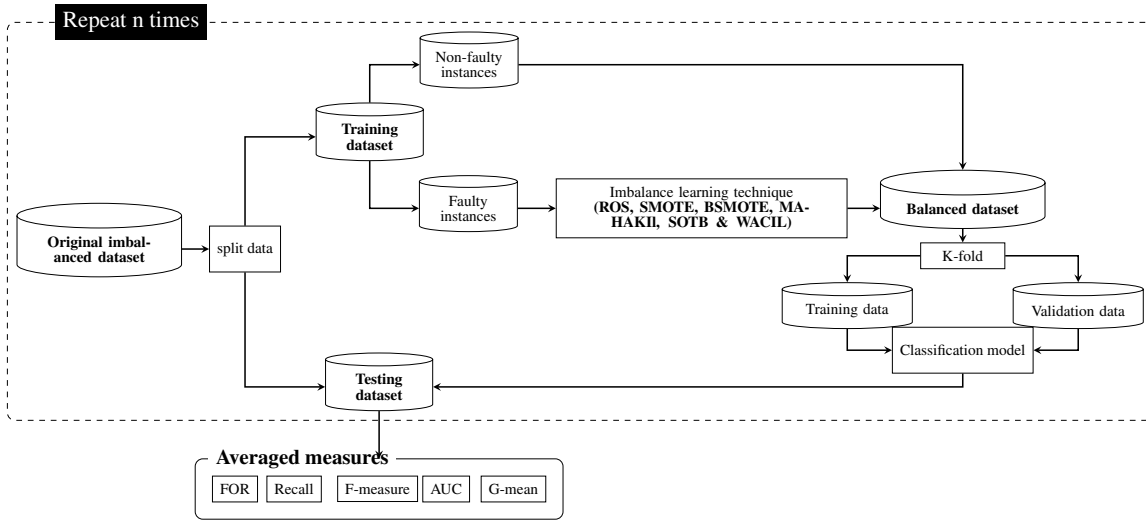 Repeat n times
Non-faulty
instances
Training
dataset
Faulty
instances
Imbalance learning technique
(ROS, SMOTE, BSMOTE, MA-
HAKIl, SOTB & WACIL)
Balanced dataset
Original imbal-
anced dataset
split data
K-fold
Training data
Validation data
Classification model
Testing
dataset
Averaged measures
FOR Recall F-measure AUC G-mean